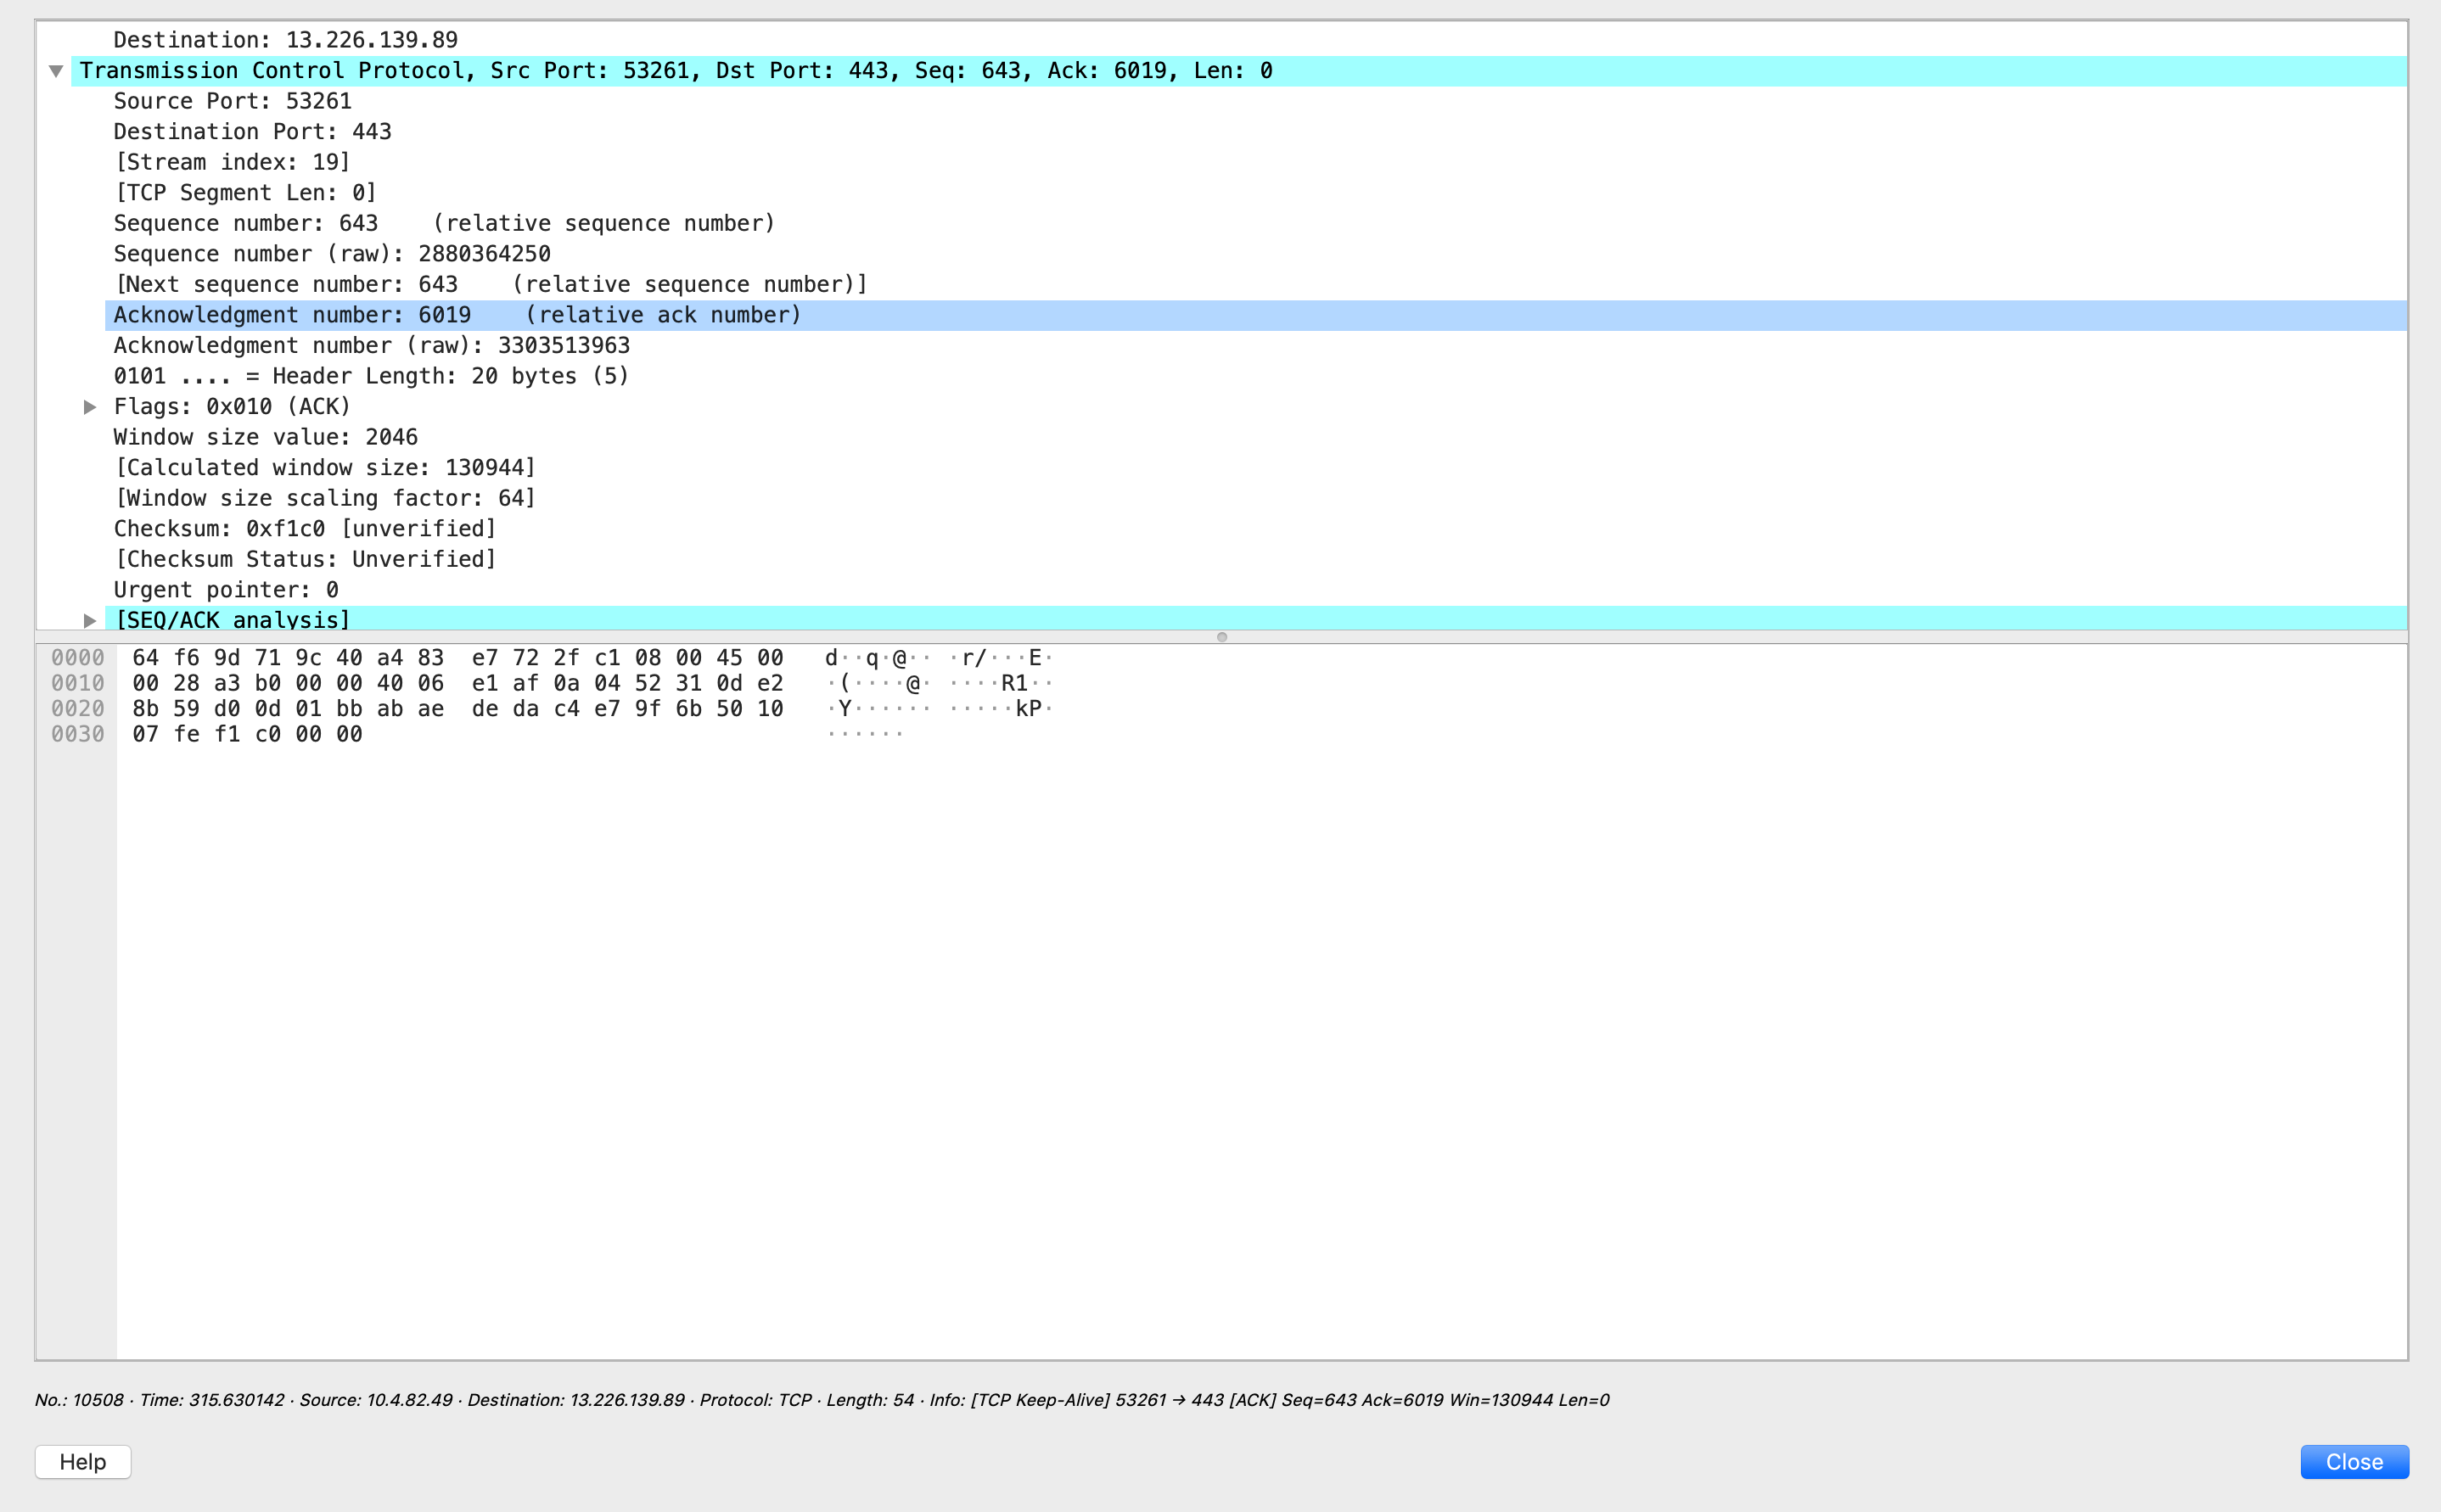 Destination: 13.226.139.89
Transmission Control Protocol, Src Port: 53261, Dst Port: 443, Seq: 643, Ack: 6019, Len: 0
Source Port: 53261
Destination Port: 443
[Stream index: 19]
[TCP Segment Len: 0]
Sequence number: 643    (relative sequence number)
Sequence number (raw): 2880364250
[Next sequence number: 643    (relative sequence number)]
Acknowledgment number: 6019    (relative ack number)
Acknowledgment number (raw): 3303513963
0101 .... = Header Length: 20 bytes (5)
Flags: 0x010 (ACK)
Window size value: 2046
[Calculated window size: 130944]
[Window size scaling factor: 64]
Checksum: 0xf1c0 [unverified]
[Checksum Status: Unverified]
Urgent pointer: 0
[SEQ/ACK analysis]
0000  64 f6 9d 71 9c 40 a4 83  e7 72 2f c1 08 00 45 00   d··q·@·· ·r/···E·
0010  00 28 a3 b0 00 00 40 06  e1 af 0a 04 52 31 0d e2   ·(····@· ····R1··
0020  8b 59 d0 0d 01 bb ab ae  de da c4 e7 9f 6b 50 10   ·Y······ ·····kP·
0030  07 fe f1 c0 00 00   ······
No.: 10508 · Time: 315.630142 · Source: 10.4.82.49 · Destination: 13.226.139.89 · Protocol: TCP · Length: 54 · Info: [TCP Keep-Alive] 53261 → 443 [ACK] Seq=643 Ack=6019 Win=130944 Len=0
Help
Close